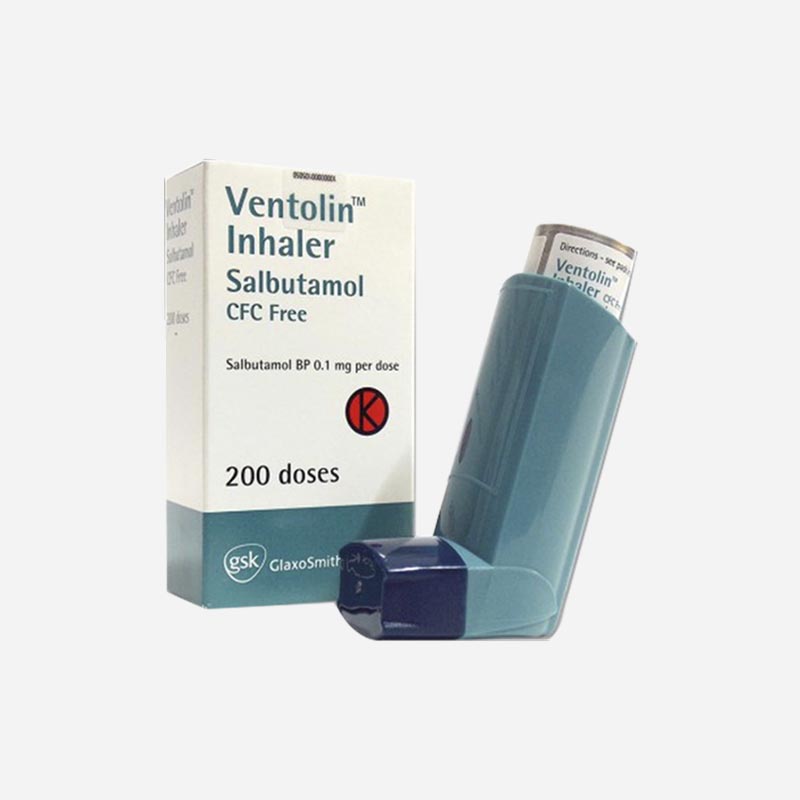 Ventolin™
Inhaler
Salbutamol
CFC Free
Salbutamol BP 0.1 mg per dose
K
200 doses
gsk GlaxoSmith
Ventolin
Inhaler
Salbutamol
CFC Free
200 doses
Directions - see
Ventolin™
Inhaler CFC